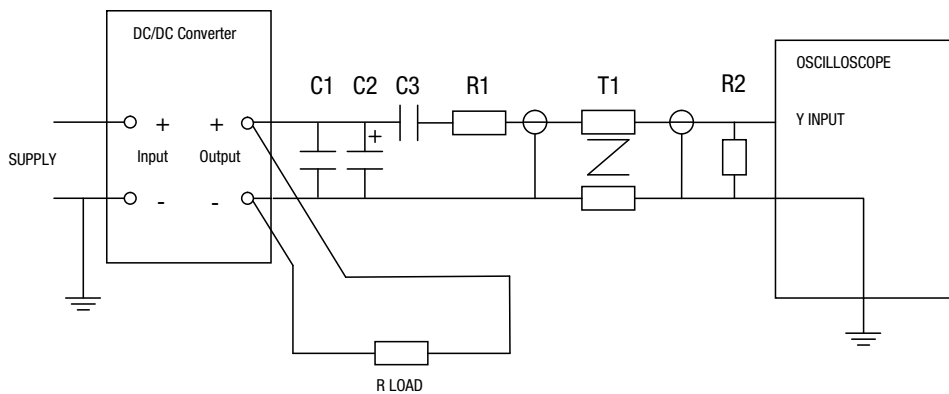 DC/DC Converter
OSCILLOSCOPE
C1 C2 C3 R1 T1 R2
+ + + Y INPUT
SUPPLY Input Output
- -
R LOAD